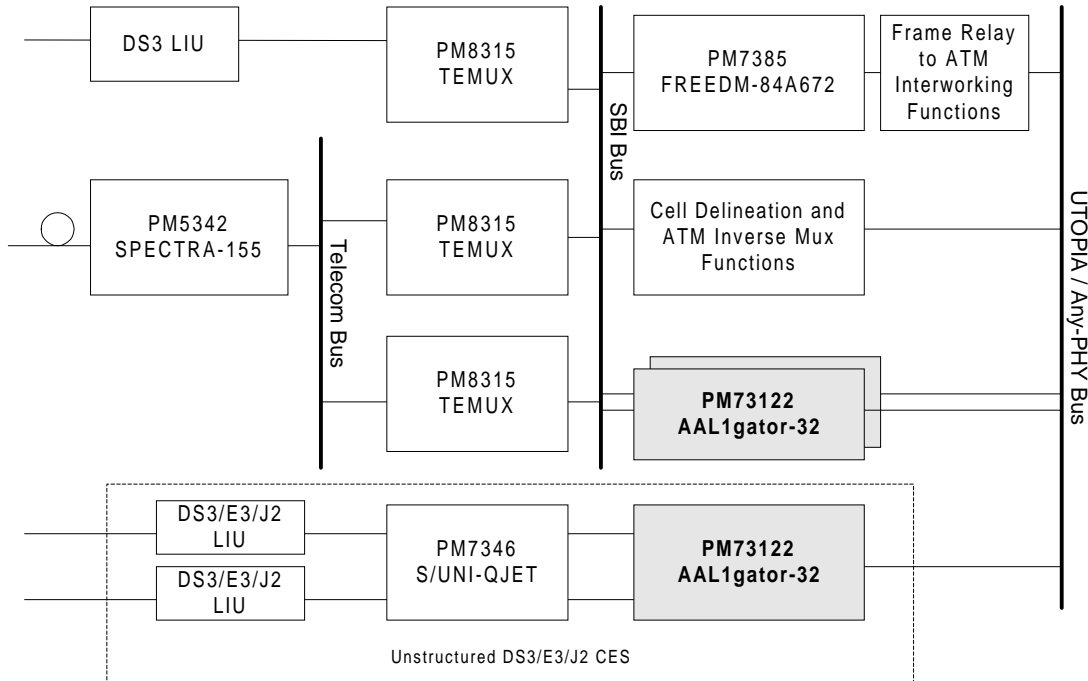 DS3 LIU
PM8315
TEMUX
PM7385
FREEDM-84A672
Frame Relay
to ATM
Interworking
Functions
SBI Bus
PM5342
SPECTRA-155
Telecom Bus
PM8315
TEMUX
Cell Delineation and
ATM Inverse Mux
Functions
UTOPIA / Any-PHY Bus
PM8315
TEMUX
PM73122
AAL1gator-32
DS3/E3/J2
LIU
DS3/E3/J2
LIU
PM7346
S/UNI-QJET
PM73122
AAL1gator-32
Unstructured DS3/E3/J2 CES